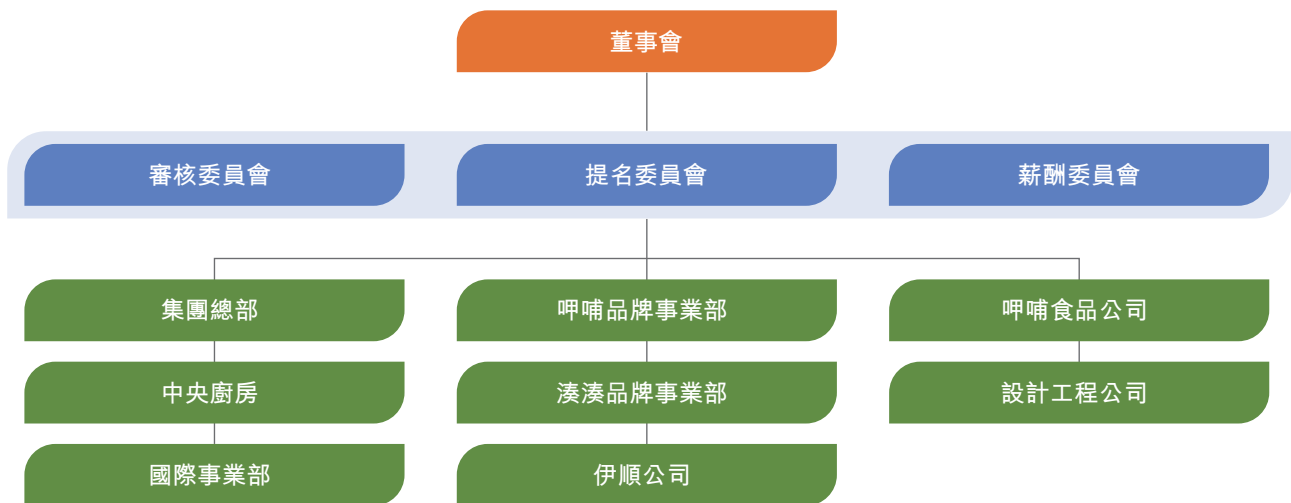 董事會
審核委員會
提名委員會
薪酬委員會
集團總部
呷哺品牌事業部
呷哺食品公司
中央廚房
湊湊品牌事業部
設計工程公司
國際事業部
伊順公司